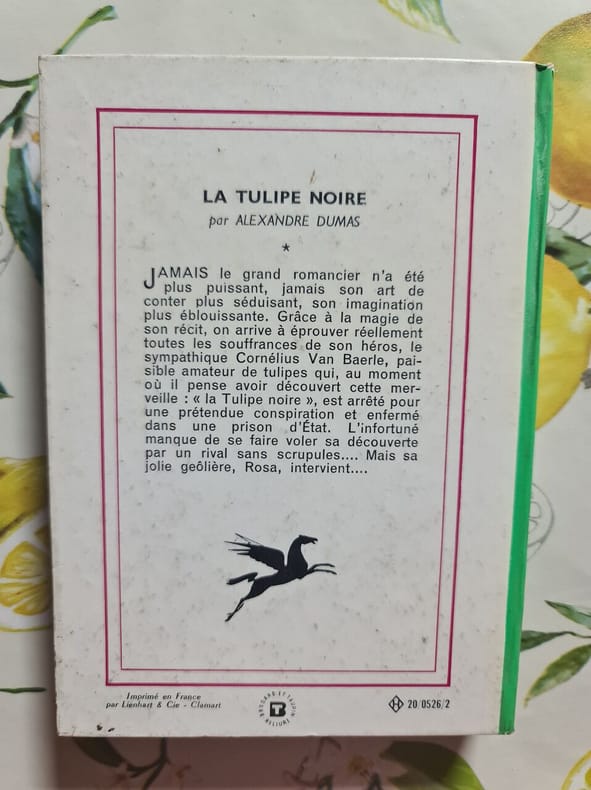 LA TULIPE NOIRE
par ALEXANDRE DUMAS
JAMAIS le grand romancier n'a été
plus puissant, jamais son art de
conter plus séduisant, son imagination
plus éblouissante. Grâce à la magie de
son récit, on arrive à éprouver réellement
toutes les souffrances de son héros, le
sympathique Cornélius Van Baerle, pai-
sible amateur de tulipes qui, au moment
où il pense avoir découvert cette mer-
veille : « la Tulipe noire », est arrêté pour
une prétendue conspiration et enfermé
dans une prison d'État. L'infortuné
manque de se faire voler sa découverte
par un rival sans scrupules.... Mais sa
jolie geôlière, Rosa, intervient....
Imprimé en France
par Lienhart & Cie - Clamart
BRODARD ET TAUPIN
RELIURE
20/0526/2